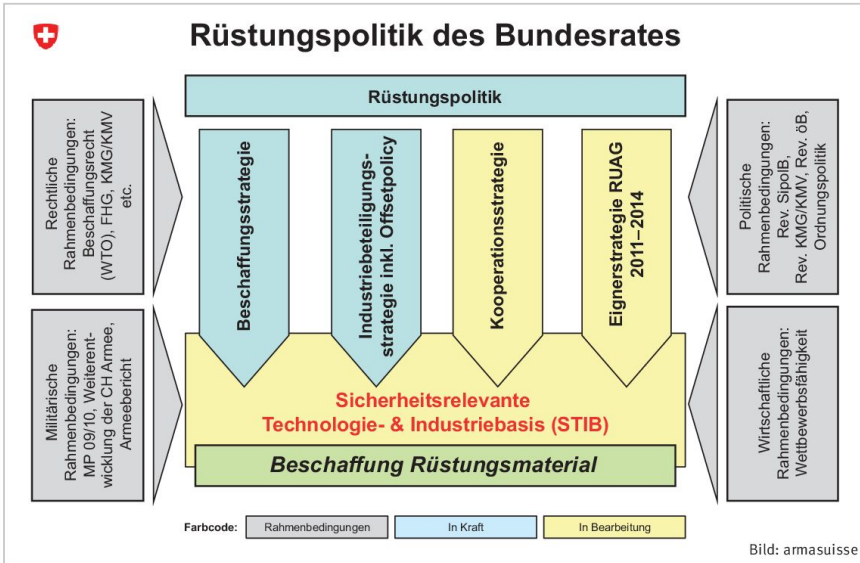 Rüstungspolitik des Bundesrates
Rüstungspolitik
Rechtliche
Rahmenbedingungen:
Beschaffungsrecht
(WTO), FHG, KMG/KMV
etc.
Militärische
Rahmenbedingungen:
MP 09/10, Weiterent-
wicklung der CH Armee,
Armeebericht
Beschaffungsstrategie
Industriebeteiligungs-
strategie inkl. Offsetpolicy
Kooperationsstrategie
Eignerstrategie RUAG
2011–2014
Politische
Rahmenbedingungen:
Rev. SipolB,
Rev. KMG/KMV, Rev. öB,
Ordnungspolitik
Wirtschaftliche
Rahmenbedingungen:
Wettbewerbsfähigkeit
Sicherheitsrelevante
Technologie- & Industriebasis (STIB)
Beschaffung Rüstungsmaterial
Farbcode: Rahmenbedingungen In Kraft In Bearbeitung
Bild: armasuisse